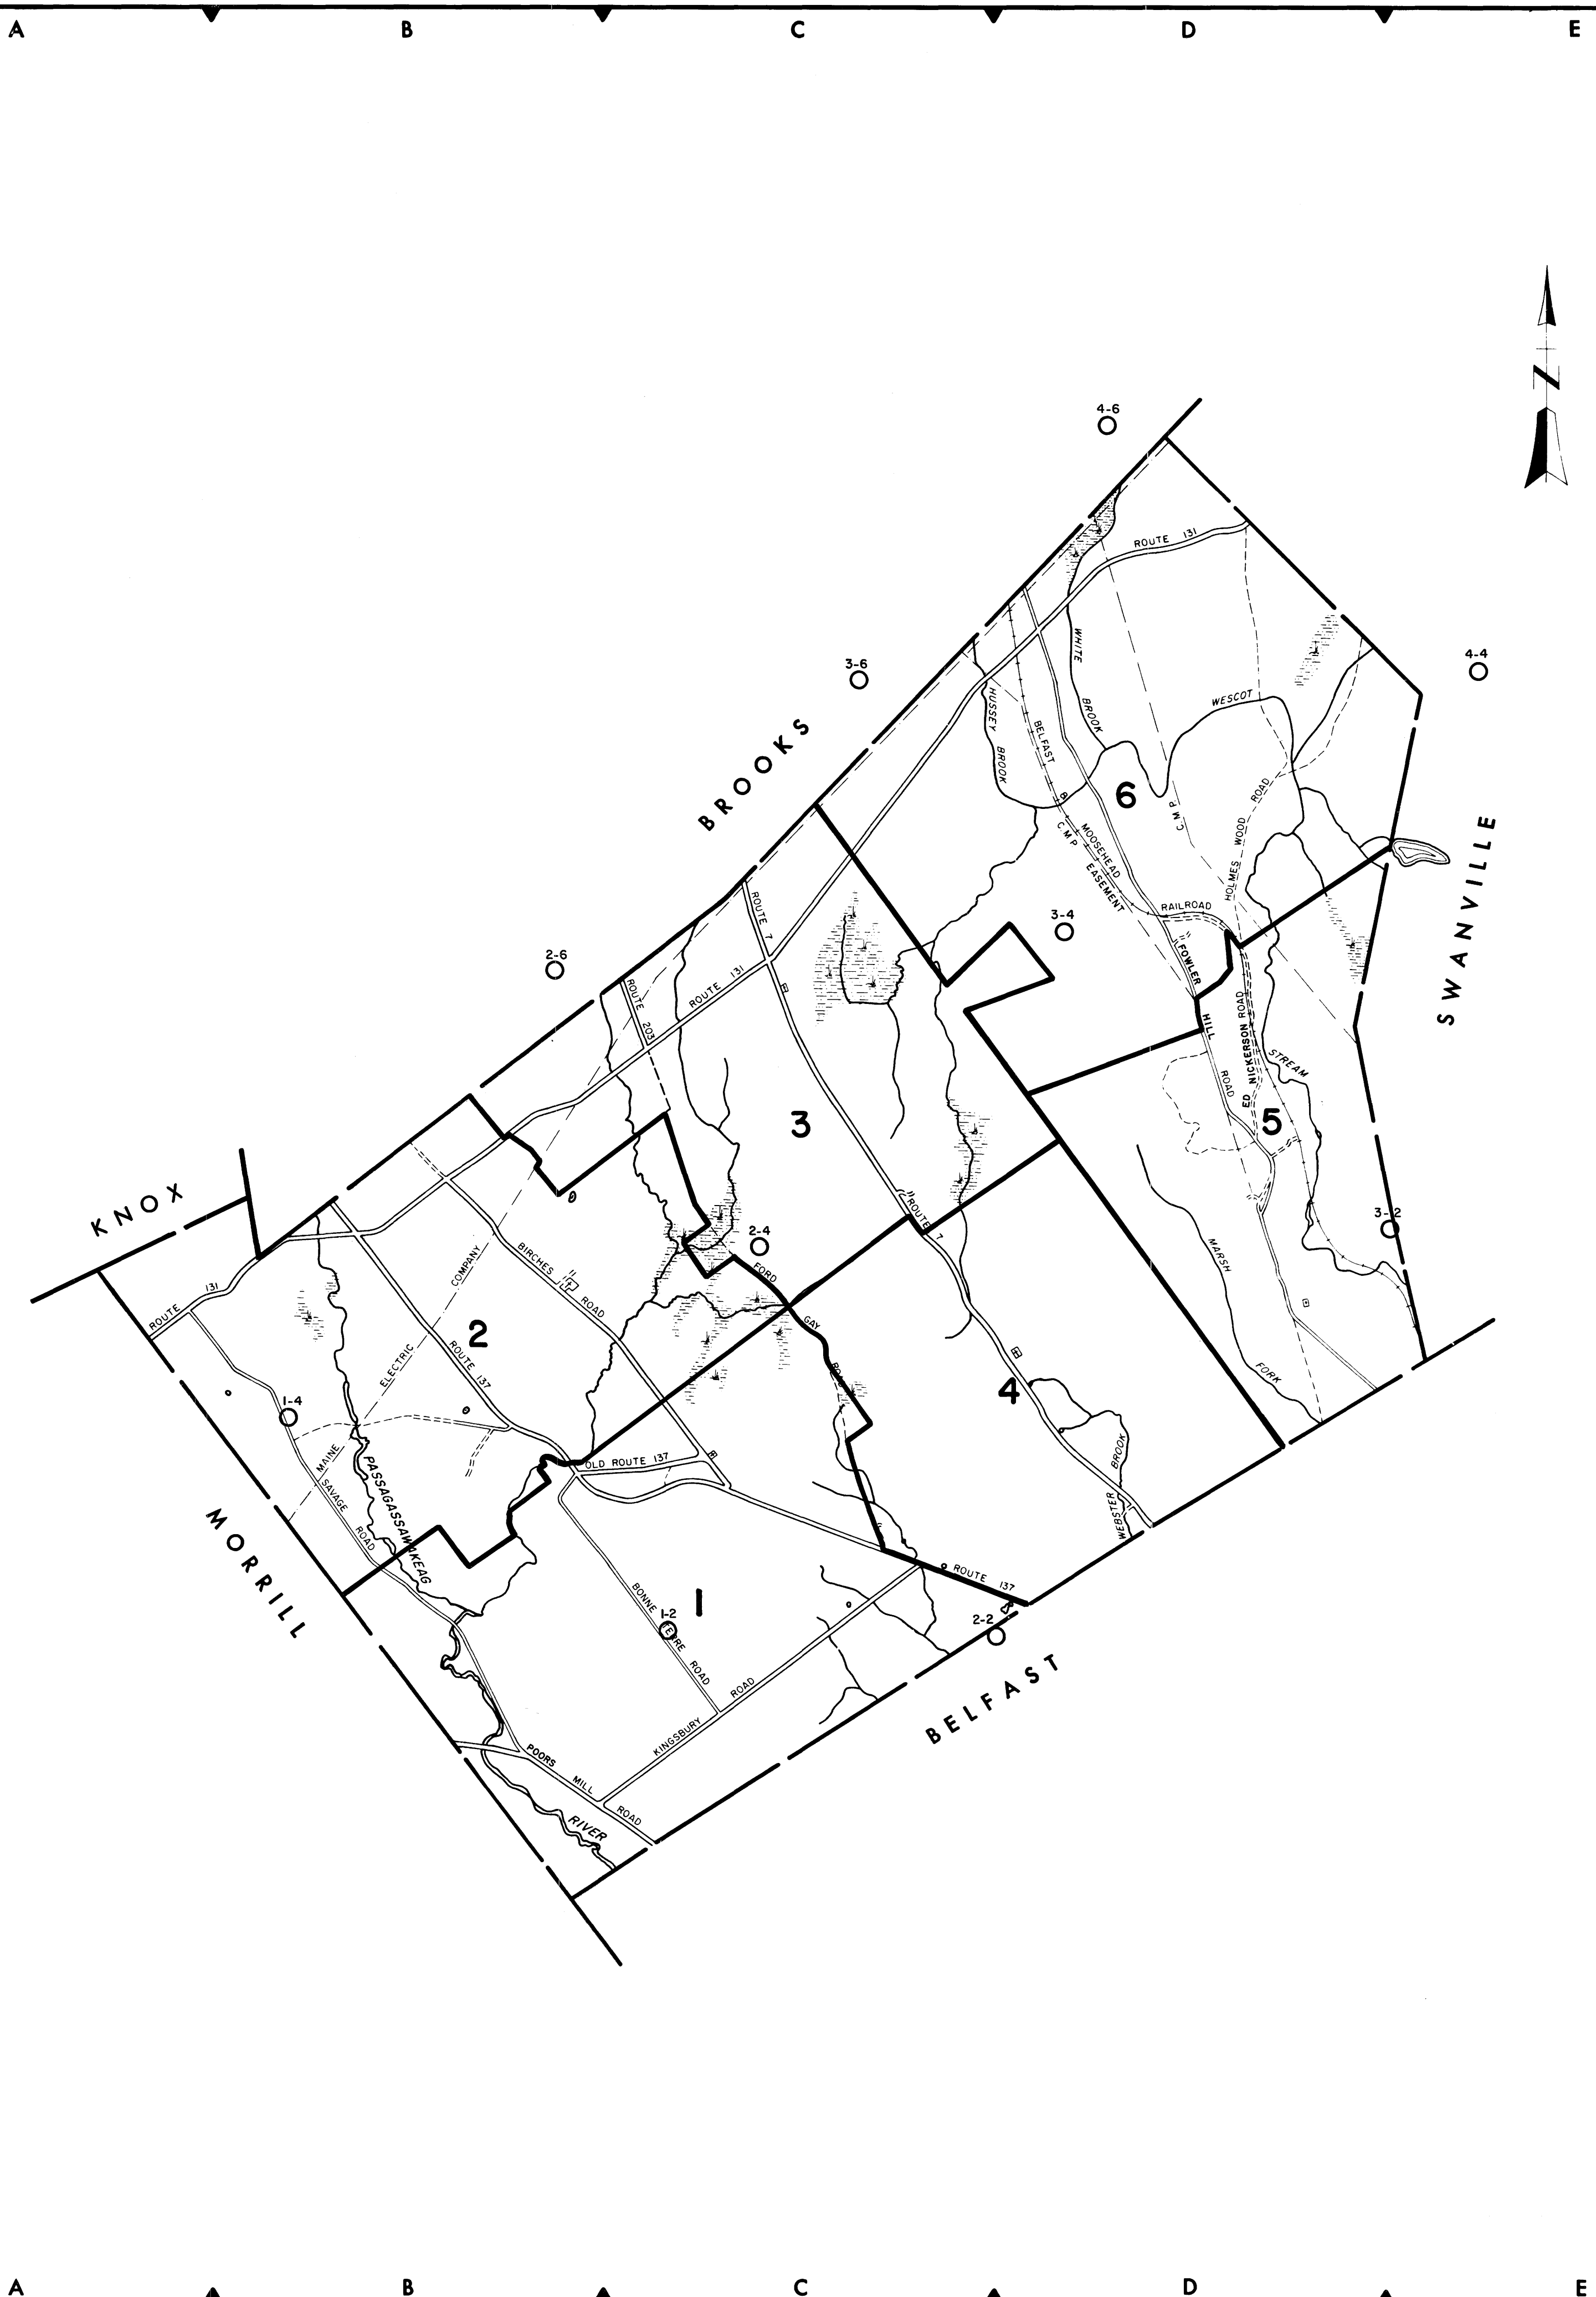 A B C D E
N
4-6
ROUTE 131
3-6
4-4
WHITE BROOK
HUSSEY BROOK
WESCOT
BROOKS
BELFAST
&
MOOSEHEAD
RAILROAD
C.M.P. EASEMENT
C M P
6
HOLMES WOOD ROAD
SWANVILLE
3-4
2-6
ROUTE 7
ROUTE 131
ROUTE 203
FOWLER
HILL
ROAD
ED NICKERSON ROAD
STREAM
3
5
KNOX
3-2
2-4
ROUTE 7
BIRCHES ROAD
COMPANY
FORD
GAY
ROAD
MARSH
FORK
ROUTE 131
2
ELECTRIC
ROUTE 137
4
1-4
MAINE
SAVAGE ROAD
PASSAGASSAWAKEAG
OLD ROUTE 137
WEBSTER BROOK
MORRILL
BONNE TERRE ROAD
1-2
1
ROUTE 137
2-2
BELFAST
KINGSBURY ROAD
POORS MILL ROAD
RIVER
A B C D E